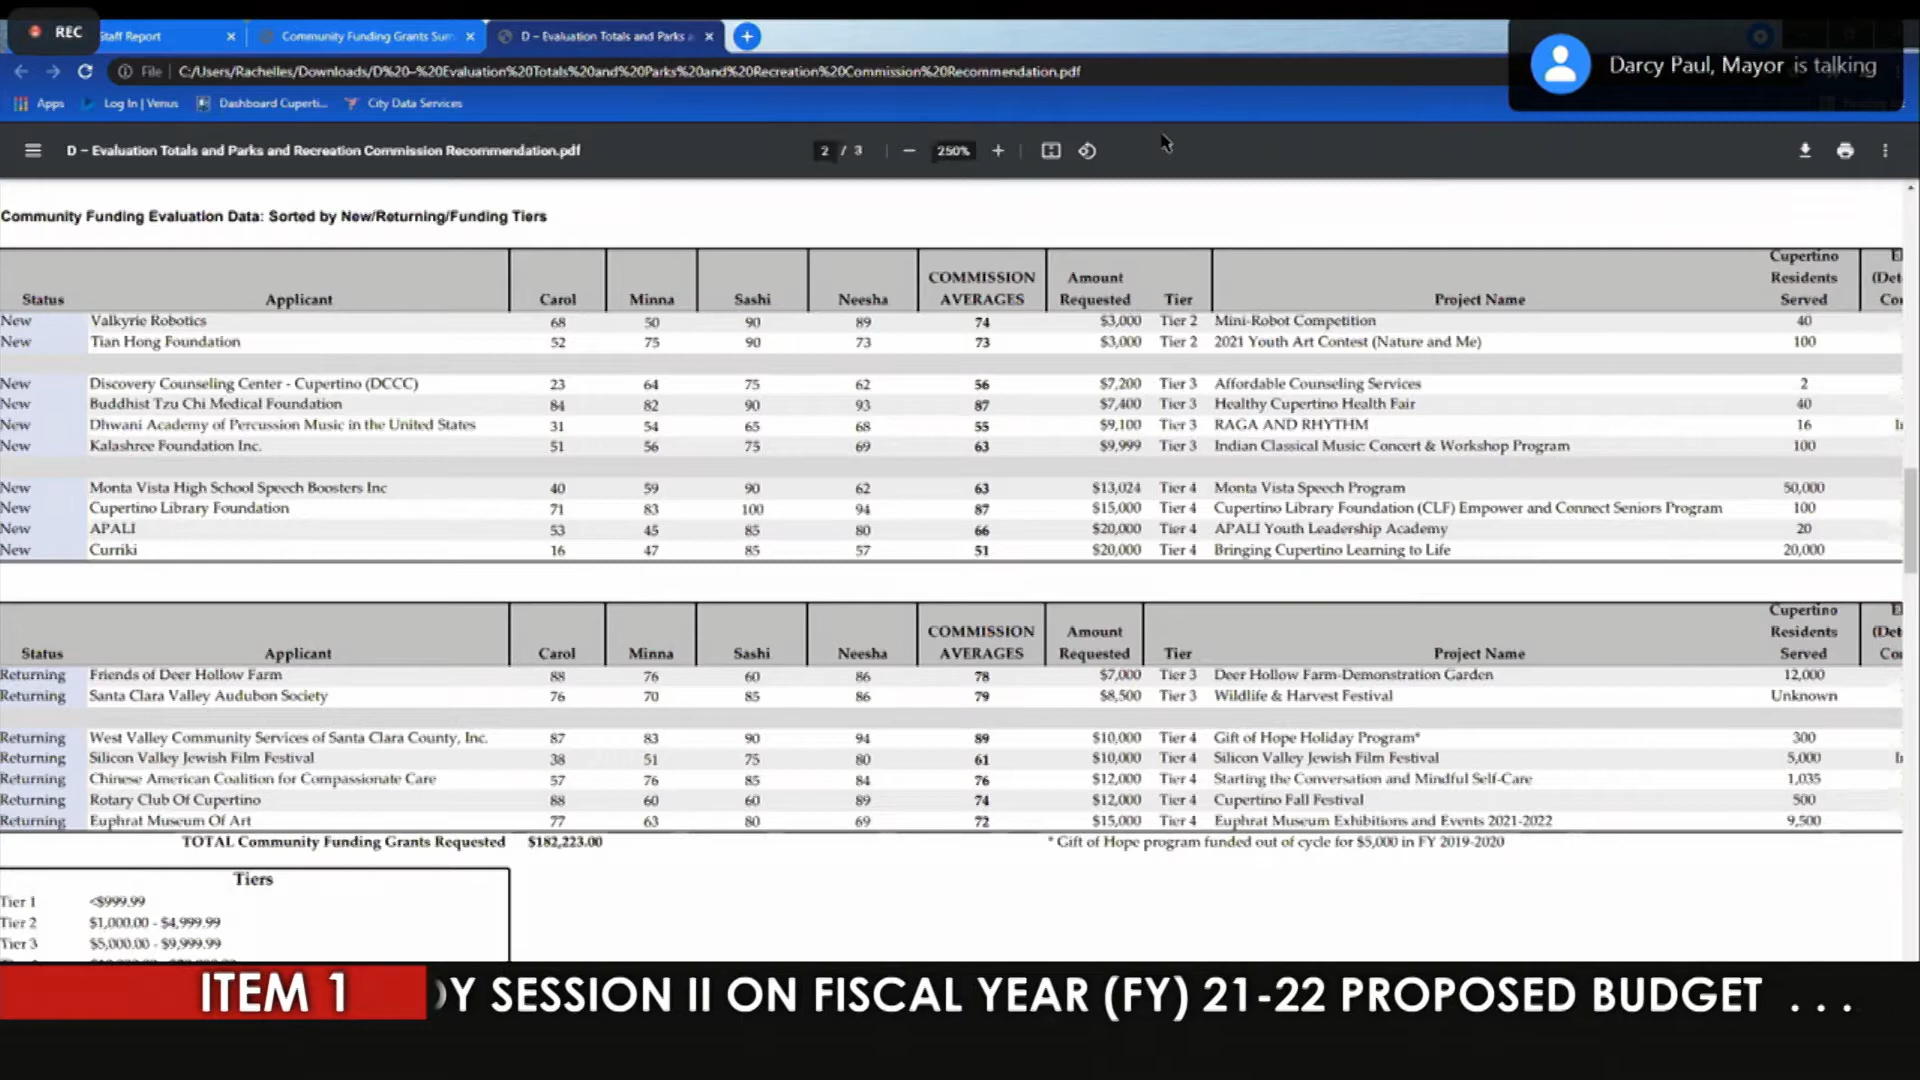 REC
Staff Report
Community Funding Grants Sum
D – Evaluation Totals and Parks a
File C:/Users/Rachelles/Downloads/D%20-%20Evaluation%20Totals%20and%20Parks%20and%20Recreation%20Commission%20Recommendation.pdf
Darcy Paul, Mayor is talking
Apps Log In | Venus Dashboard Cuperti... City Data Services
D – Evaluation Totals and Parks and Recreation Commission Recommendation.pdf 2 / 3 250%
Community Funding Evaluation Data: Sorted by New/Returning/Funding Tiers
Status Applicant Carol Minna Sashi Neesha COMMISSION AVERAGES Amount Requested Tier Project Name Cupertino Residents Served (Det Co
New Valkyrie Robotics 68 50 90 89 74 $3,000 Tier 2 Mini-Robot Competition 40
New Tian Hong Foundation 52 75 90 73 73 $3,000 Tier 2 2021 Youth Art Contest (Nature and Me) 100
New Discovery Counseling Center - Cupertino (DCCC) 23 64 75 62 56 $7,200 Tier 3 Affordable Counseling Services 2
New Buddhist Tzu Chi Medical Foundation 84 82 90 93 87 $7,400 Tier 3 Healthy Cupertino Health Fair 40
New Dhwani Academy of Percussion Music in the United States 31 54 65 68 55 $9,100 Tier 3 RAGA AND RHYTHM 16
New Kalashree Foundation Inc. 51 56 75 69 63 $9,999 Tier 3 Indian Classical Music: Concert & Workshop Program 100
New Monta Vista High School Speech Boosters Inc 40 59 90 62 63 $13,024 Tier 4 Monta Vista Speech Program 50,000
New Cupertino Library Foundation 71 83 100 94 87 $15,000 Tier 4 Cupertino Library Foundation (CLF) Empower and Connect Seniors Program 100
New APALI 53 45 85 80 66 $20,000 Tier 4 APALI Youth Leadership Academy 20
New Curriki 16 47 85 57 51 $20,000 Tier 4 Bringing Cupertino Learning to Life 20,000
Status Applicant Carol Minna Sashi Neesha COMMISSION AVERAGES Amount Requested Tier Project Name Cupertino Residents Served (Det Co
Returning Friends of Deer Hollow Farm 88 76 60 86 78 $7,000 Tier 3 Deer Hollow Farm-Demonstration Garden 12,000
Returning Santa Clara Valley Audubon Society 76 70 85 86 79 $8,500 Tier 3 Wildlife & Harvest Festival Unknown
Returning West Valley Community Services of Santa Clara County, Inc. 87 83 90 94 89 $10,000 Tier 4 Gift of Hope Holiday Program* 300
Returning Silicon Valley Jewish Film Festival 38 51 75 80 61 $10,000 Tier 4 Silicon Valley Jewish Film Festival 5,000
Returning Chinese American Coalition for Compassionate Care 57 76 85 84 76 $12,000 Tier 4 Starting the Conversation and Mindful Self-Care 1,035
Returning Rotary Club Of Cupertino 88 60 60 89 74 $12,000 Tier 4 Cupertino Fall Festival 500
Returning Euphrat Museum Of Art 77 63 80 69 72 $15,000 Tier 4 Euphrat Museum Exhibitions and Events 2021-2022 9,500
TOTAL Community Funding Grants Requested $182,223.00 * Gift of Hope program funded out of cycle for $5,000 in FY 2019-2020
Tiers
Tier 1 <$999.99
Tier 2 $1,000.00 - $4,999.99
Tier 3 $5,000.00 - $9,999.99
ITEM 1 DY SESSION II ON FISCAL YEAR (FY) 21-22 PROPOSED BUDGET . . .